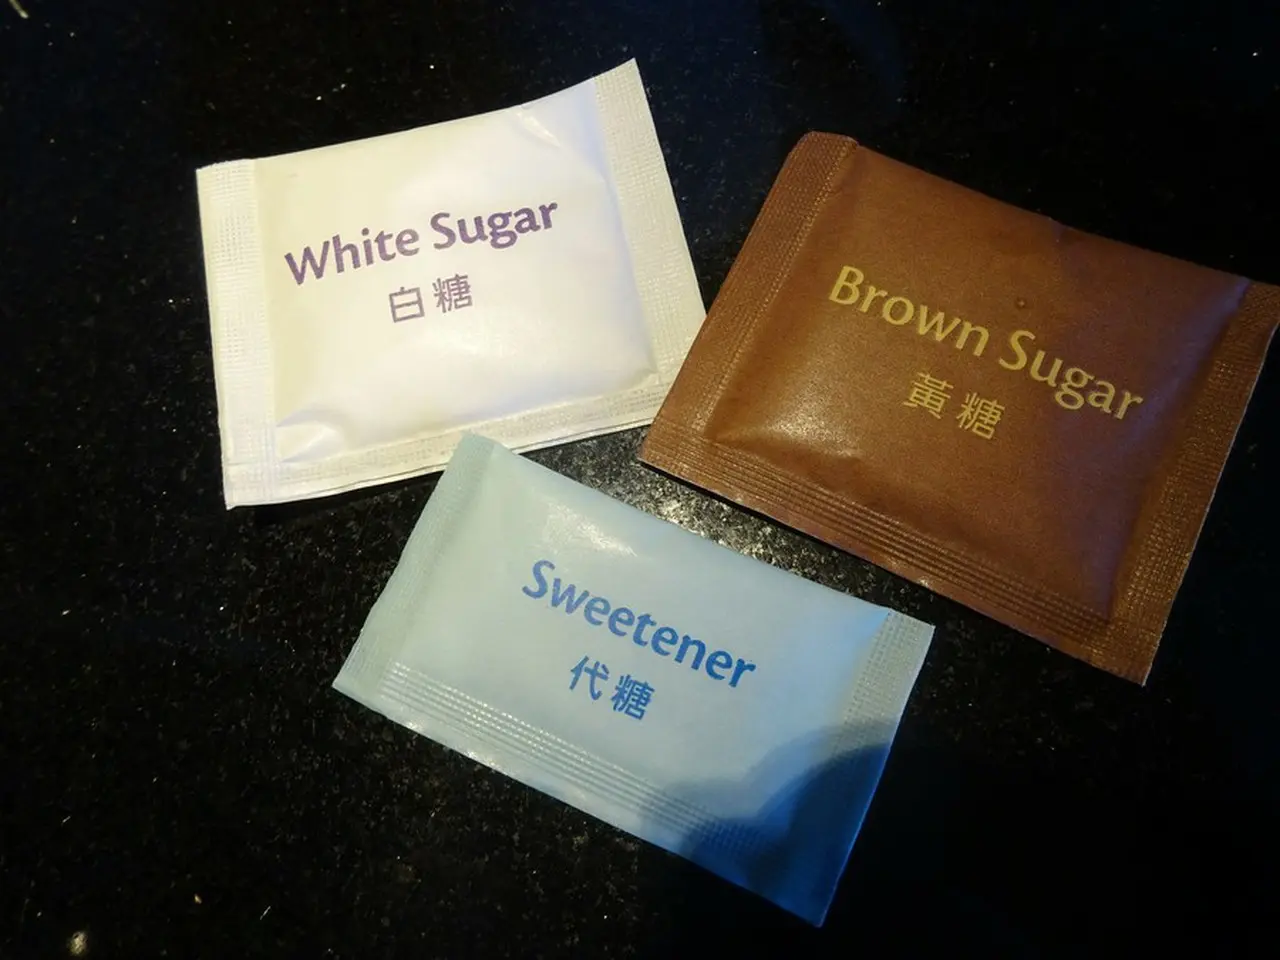 White Sugar
白糖
Brown Sugar
黃糖
Sweetener
代糖